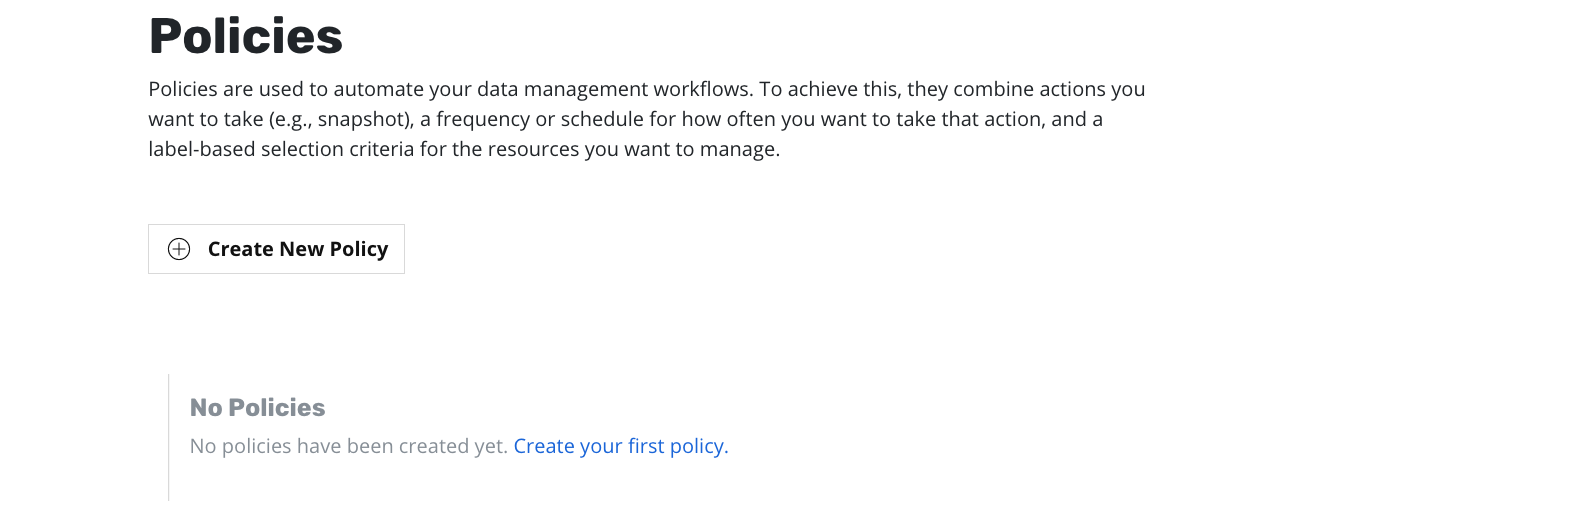 Policies
Policies are used to automate your data management workflows. To achieve this, they combine actions you
want to take (e.g., snapshot), a frequency or schedule for how often you want to take that action, and a
label-based selection criteria for the resources you want to manage.
Create New Policy
No Policies
No policies have been created yet. Create your first policy.